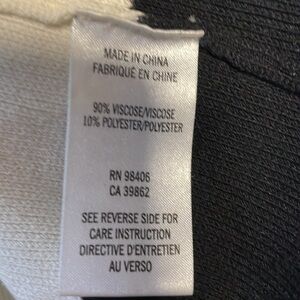 MADE IN CHINA
FABRIQUÉ EN CHINE
90% VISCOSE/VISCOSE
10% POLYESTER/POLYESTER
RN 98406
CA 39862
SEE REVERSE SIDE FOR
CARE INSTRUCTION
DIRECTIVE D'ENTRETIEN
AU VERSO